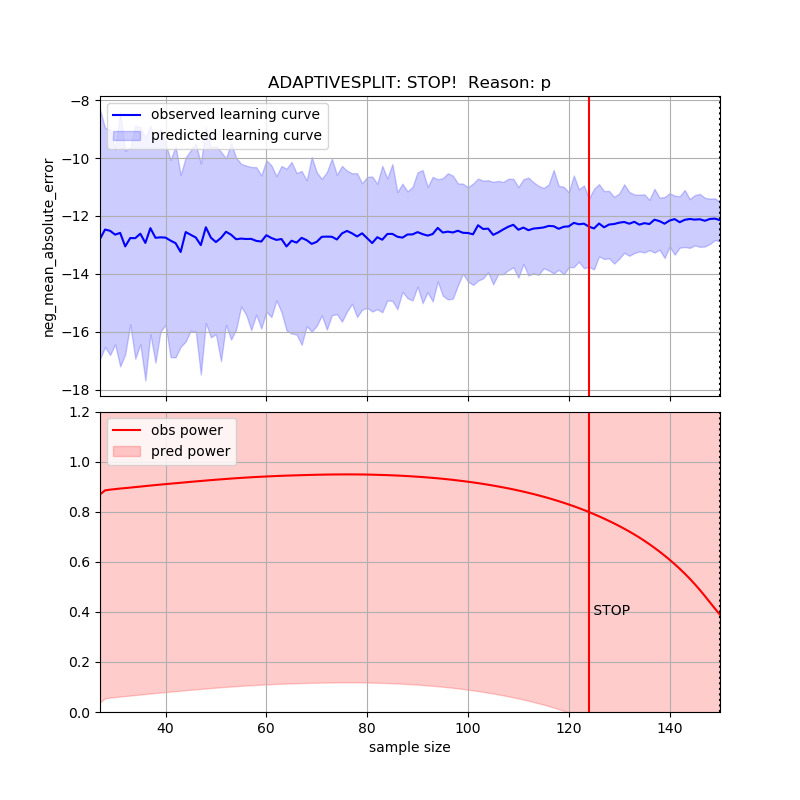 ADAPTIVESPLIT: STOP!  Reason: p
neg_mean_absolute_error
−8
−10
−12
−14
−16
−18
observed learning curve
predicted learning curve
1.2
1.0
0.8
0.6
0.4
0.2
0.0
obs power
pred power
STOP
40 60 80 100 120 140
sample size